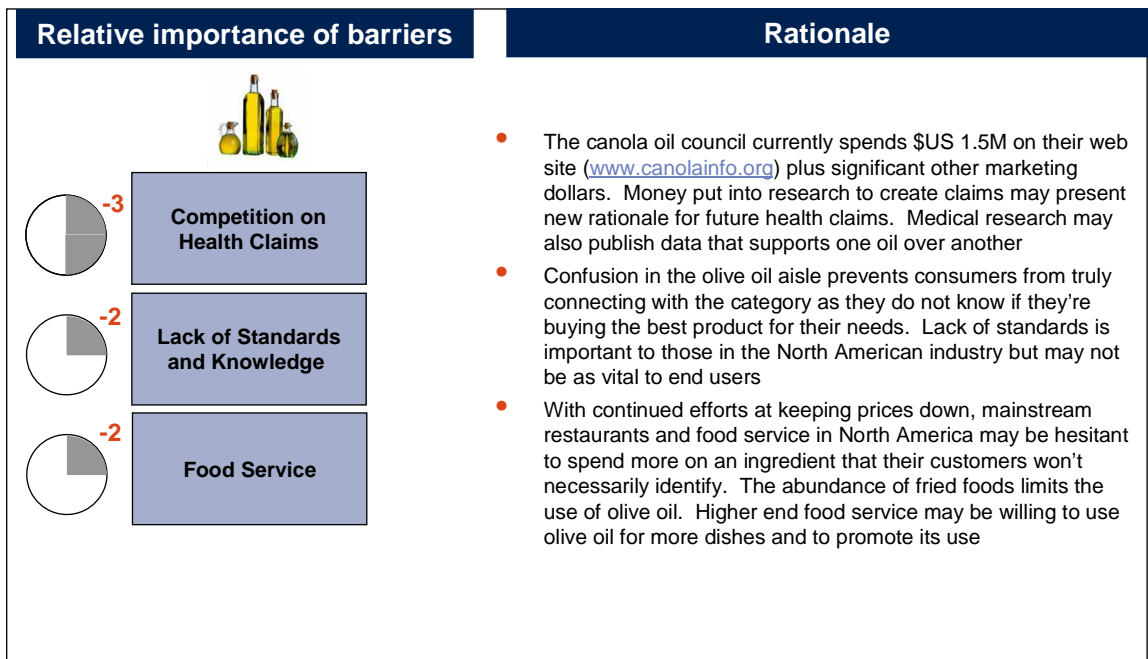 Relative importance of barriers
Rationale
-3
Competition on
Health Claims
-2
Lack of Standards
and Knowledge
-2
Food Service
• The canola oil council currently spends $US 1.5M on their web
site (www.canolainfo.org) plus significant other marketing
dollars. Money put into research to create claims may present
new rationale for future health claims. Medical research may
also publish data that supports one oil over another
• Confusion in the olive oil aisle prevents consumers from truly
connecting with the category as they do not know if they're
buying the best product for their needs. Lack of standards is
important to those in the North American industry but may not
be as vital to end users
• With continued efforts at keeping prices down, mainstream
restaurants and food service in North America may be hesitant
to spend more on an ingredient that their customers won't
necessarily identify. The abundance of fried foods limits the
use of olive oil. Higher end food service may be willing to use
olive oil for more dishes and to promote its use